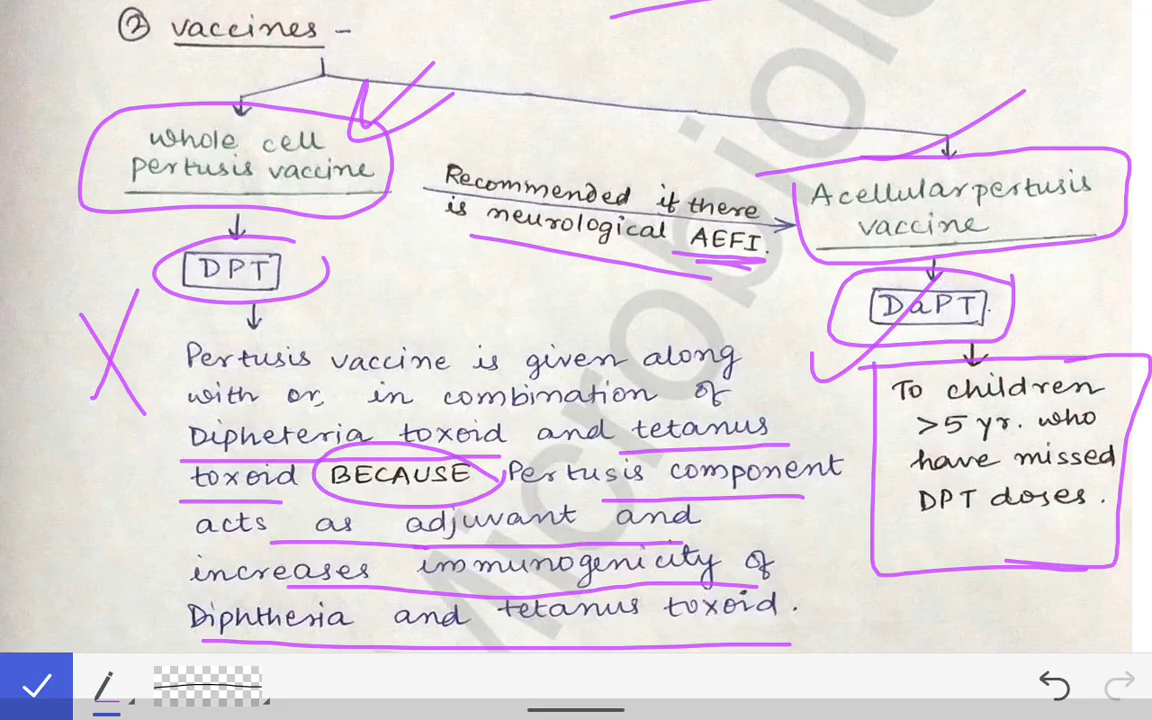 ② vaccines -
whole cell
pertusis vaccine
DPT
Pertusis vaccine is given along
with or, in combination of
Dipheteria toxoid and tetanus
toxoid BECAUSE Pertusis component
acts as adjuvant and
increases immunogenicity of
Diphtheria and tetanus toxoid.
Recommended if there
is neurological AEFI.
Acellular pertusis
vaccine
DaPT.
To children
>5 yr. who
have missed
DPT doses.
Microbio